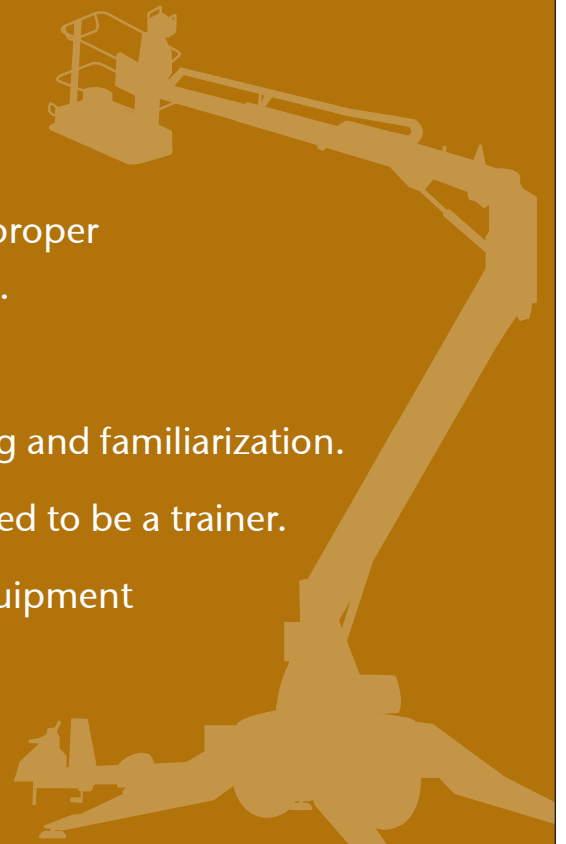 proper
.
g and familiarization.
ed to be a trainer.
uipment